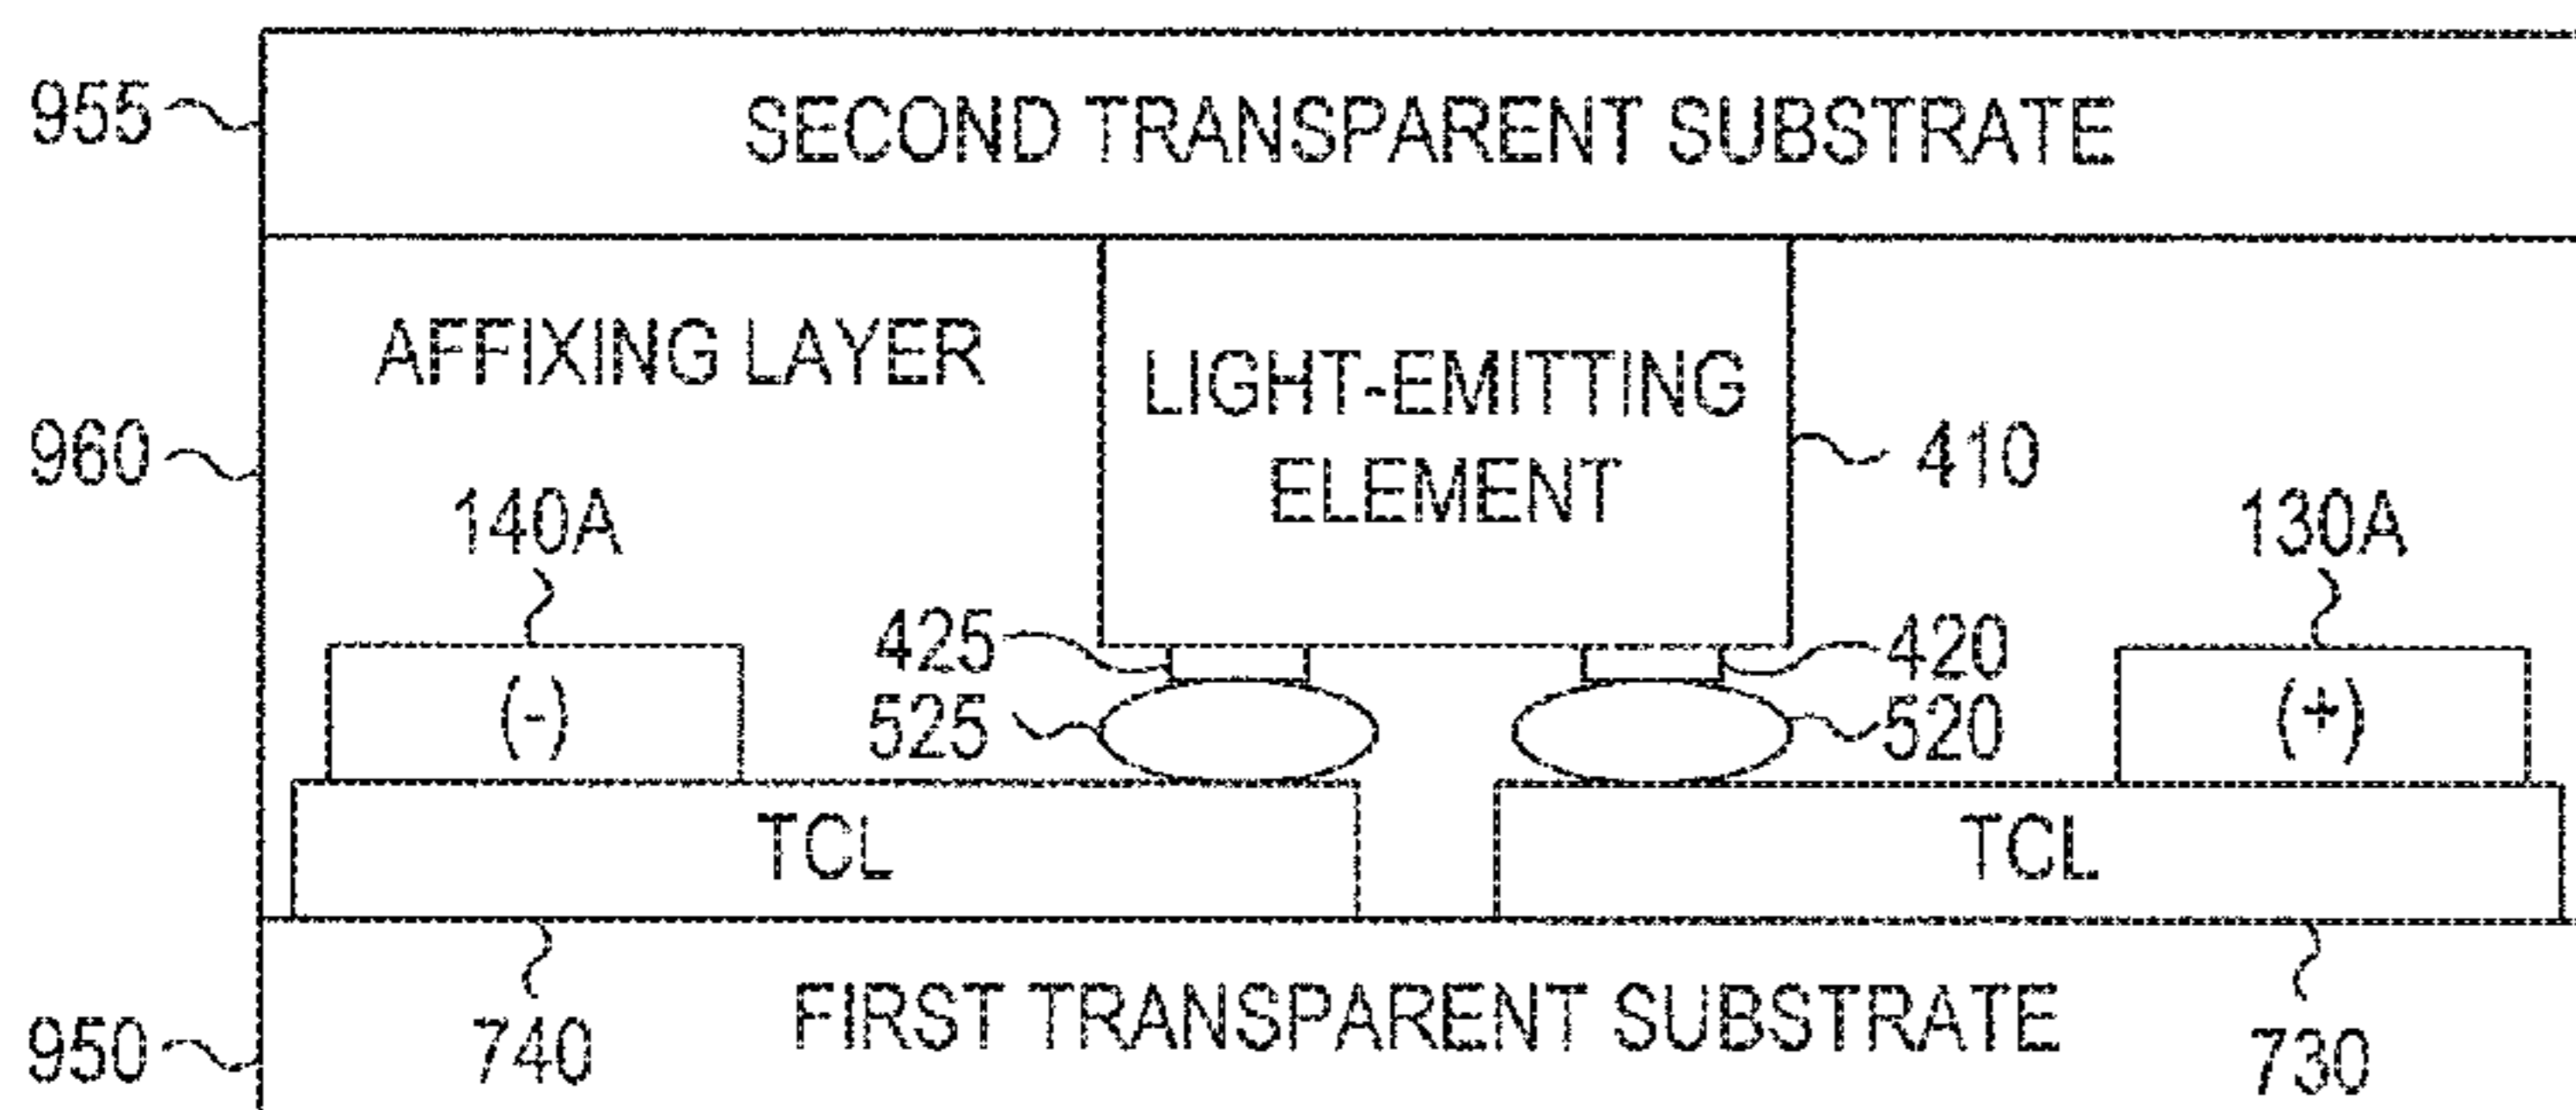 955
SECOND TRANSPARENT SUBSTRATE
AFFIXING LAYER
LIGHT-EMITTING
ELEMENT
960
410
140A
130A
425
420
(-)
525
520
(+)
TCL
TCL
FIRST TRANSPARENT SUBSTRATE
950
740
730